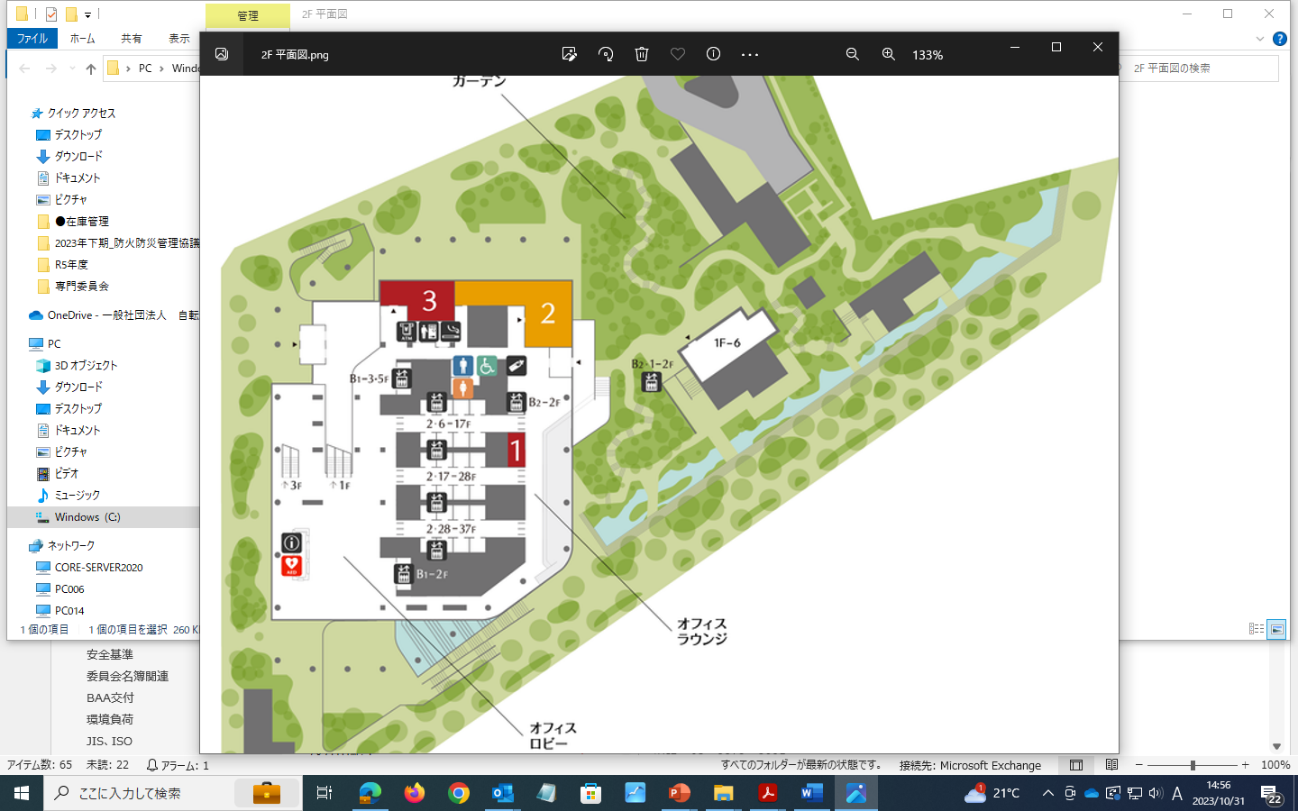 管理
2F 平面図
ファイル
ホーム
共有
表示
2F 平面図.png
133%
PC
Windo
2F 平面図の検索
クイック アクセス
デスクトップ
ダウンロード
ドキュメント
ピクチャ
●在庫管理
2023年下期_防火防災管理協議
R5年度
専門委員会
OneDrive - 一般社団法人 自転
PC
3D オブジェクト
ダウンロード
デスクトップ
ドキュメント
ピクチャ
ビデオ
ミュージック
Windows (C:)
ネットワーク
CORE-SERVER2020
PC006
PC014
1 個の項目
1 個の項目を選択 260 K
ガーデン
3
2
ATM
B1-3・5F
B2-2F
2・6-17F
1
2・17-28F
2・28-37F
B1-2F
↑3F
↑1F
AED
B2・1-2F
1F-6
オフィス
ラウンジ
オフィス
ロビー
安全基準
委員会名簿関連
BAA交付
環境負荷
JIS、ISO
アイテム数: 65
未読: 22
アラーム: 1
すべてのフォルダーが最新の状態です。
接続先: Microsoft Exchange
100%
ここに入力して検索
1
21℃
A
14:56
2023/10/31
22